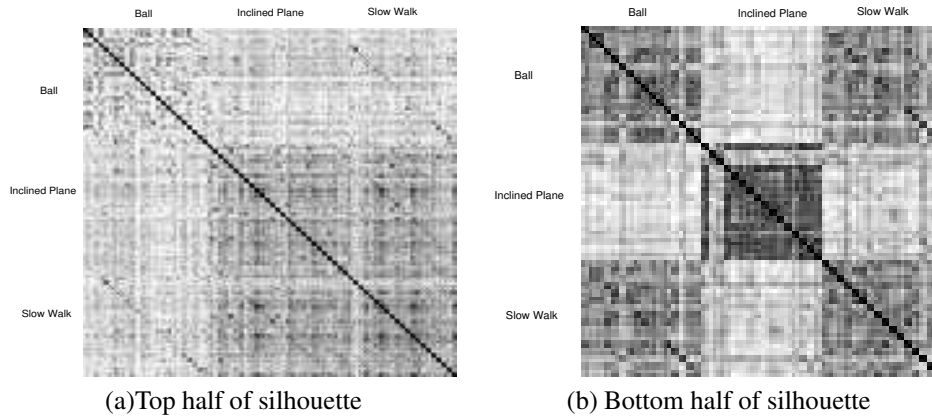 Ball Inclined Plane Slow Walk
Ball
Inclined Plane
Slow Walk
(a)Top half of silhouette
Ball Inclined Plane Slow Walk
Ball
Inclined Plane
Slow Walk
(b) Bottom half of silhouette